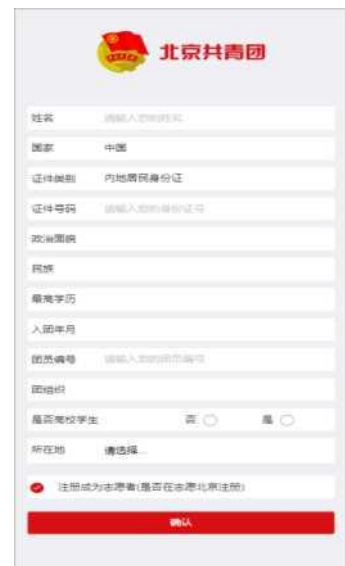 北京共青团
姓名 请输入您的姓名
国家 中国
证件类别 内地居民身份证
证件号码 请输入您的身份证号
政治面貌
民族
最高学历
入团年月
团员编号 请输入您的团员编号
团组织
是否高校学生 否 是
所在地 请选择...
注册成为志愿者(是否在志愿北京注册)
确认